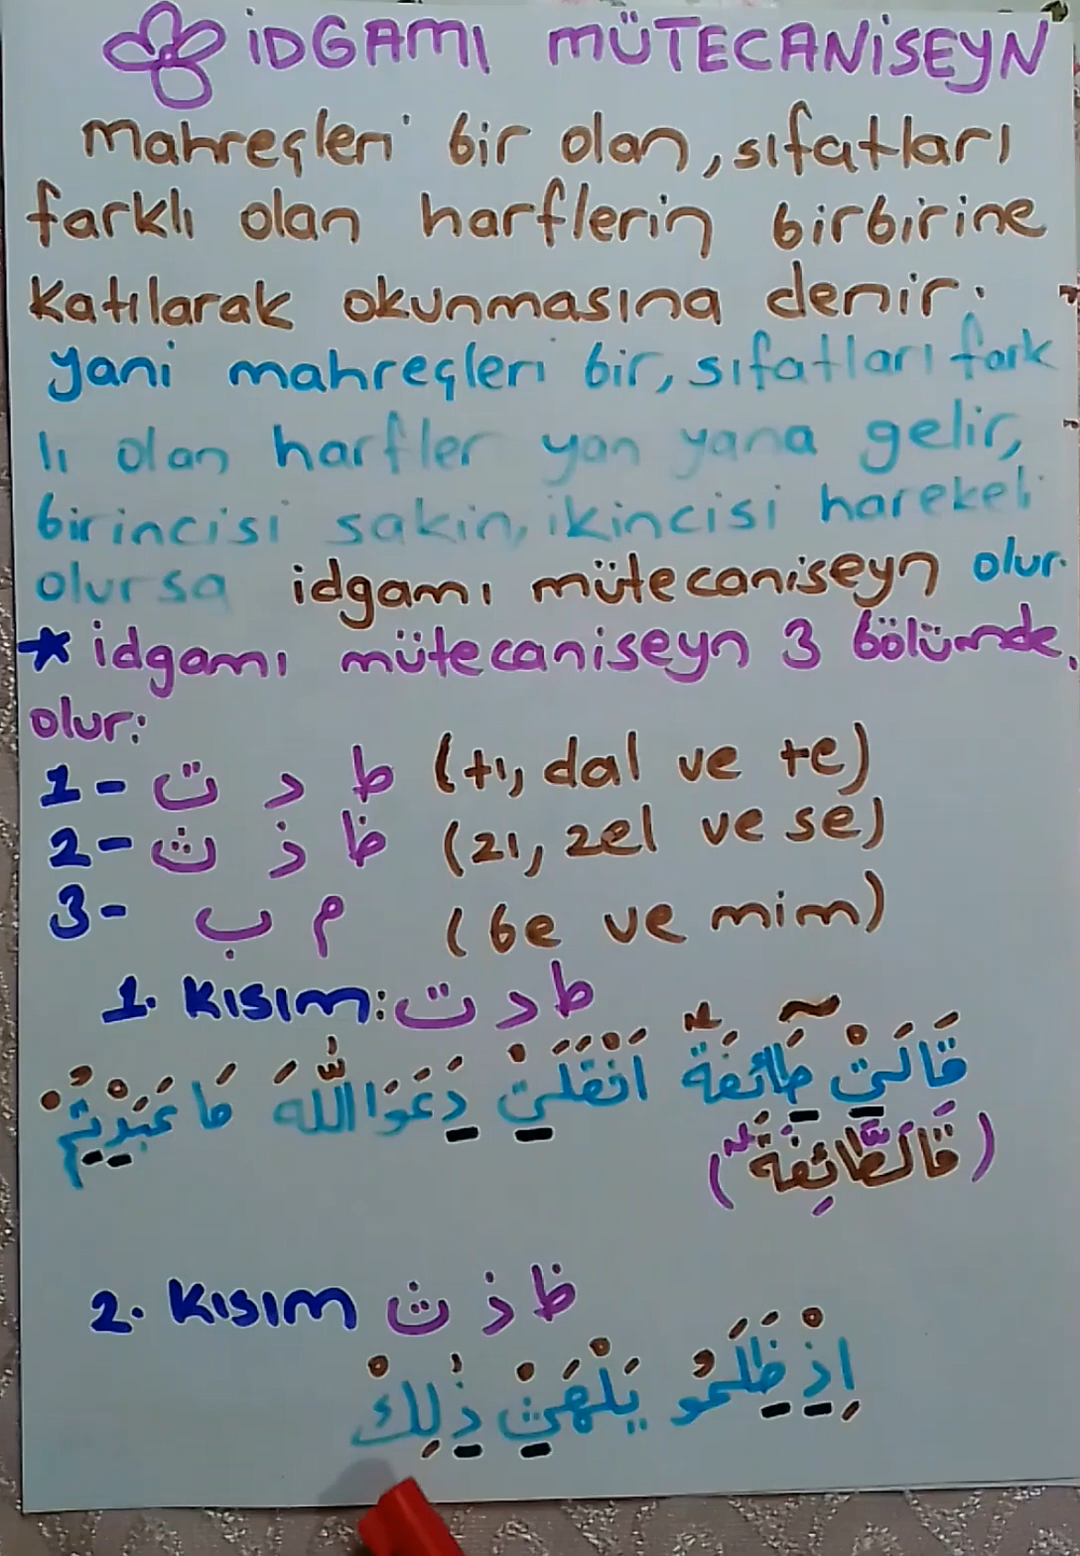 İDGAMI MÜTECANİSEYN
Mahreçleri bir olan, sıfatları
farklı olan harflerin birbirine
katılarak okunmasına denir.
yani mahreçleri bir, sıfatları fark
lı olan harfler yan yana gelir,
birincisi sakin, ikincisi harekeli
olursa idgamı mütecaniseyn olur.
* idgamı mütecaniseyn 3 bölümde
olur:
1- ط د ت (tı, dal ve te)
2- ظ ذ ث (zı, zel ve se)
3- م ب (be ve mim)
1. Kısım: ط د ت
قَالَتْ طَٓائِفَةٌ اَثْقَلَتْ دَعَوَا اللّٰهَ مَا عَبَدْتُمْ
(قَالَطَّائِفَةٌ)
2. Kısım ظ ذ ث
اِذْ ظَلَمُو يَلْهَثْ ذٰلِكْ